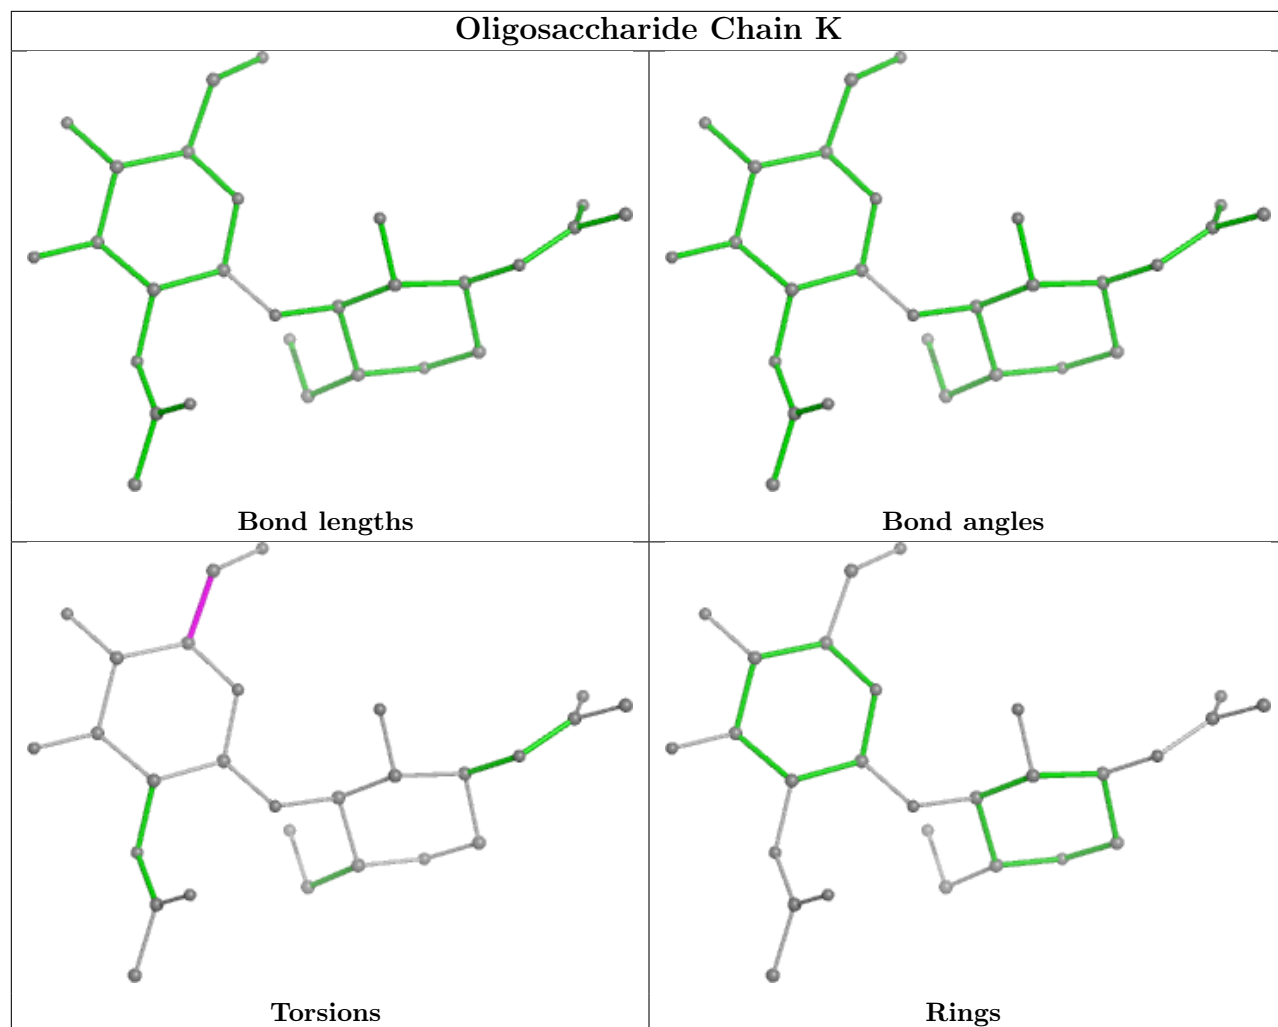 Oligosaccharide Chain K
Bond lengths
Bond angles
Torsions
Rings